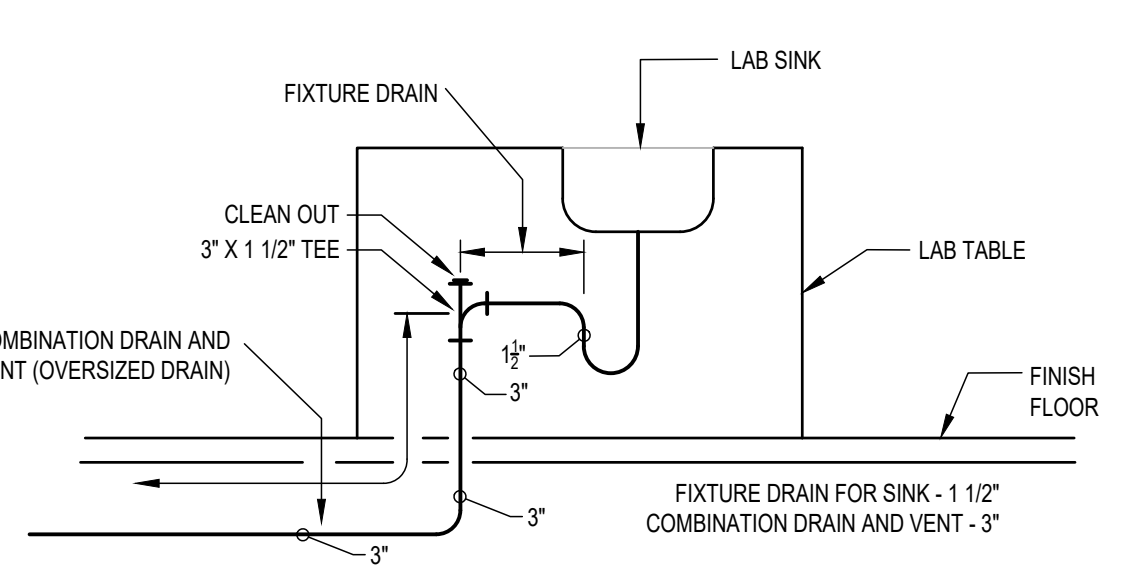 LAB SINK
FIXTURE DRAIN
CLEAN OUT
3" X 1 1/2" TEE
LAB TABLE
OMBINATION DRAIN AND
NT (OVERSIZED DRAIN)
1½"
3"
FINISH
FLOOR
3"
3"
FIXTURE DRAIN FOR SINK - 1 1/2"
COMBINATION DRAIN AND VENT - 3"